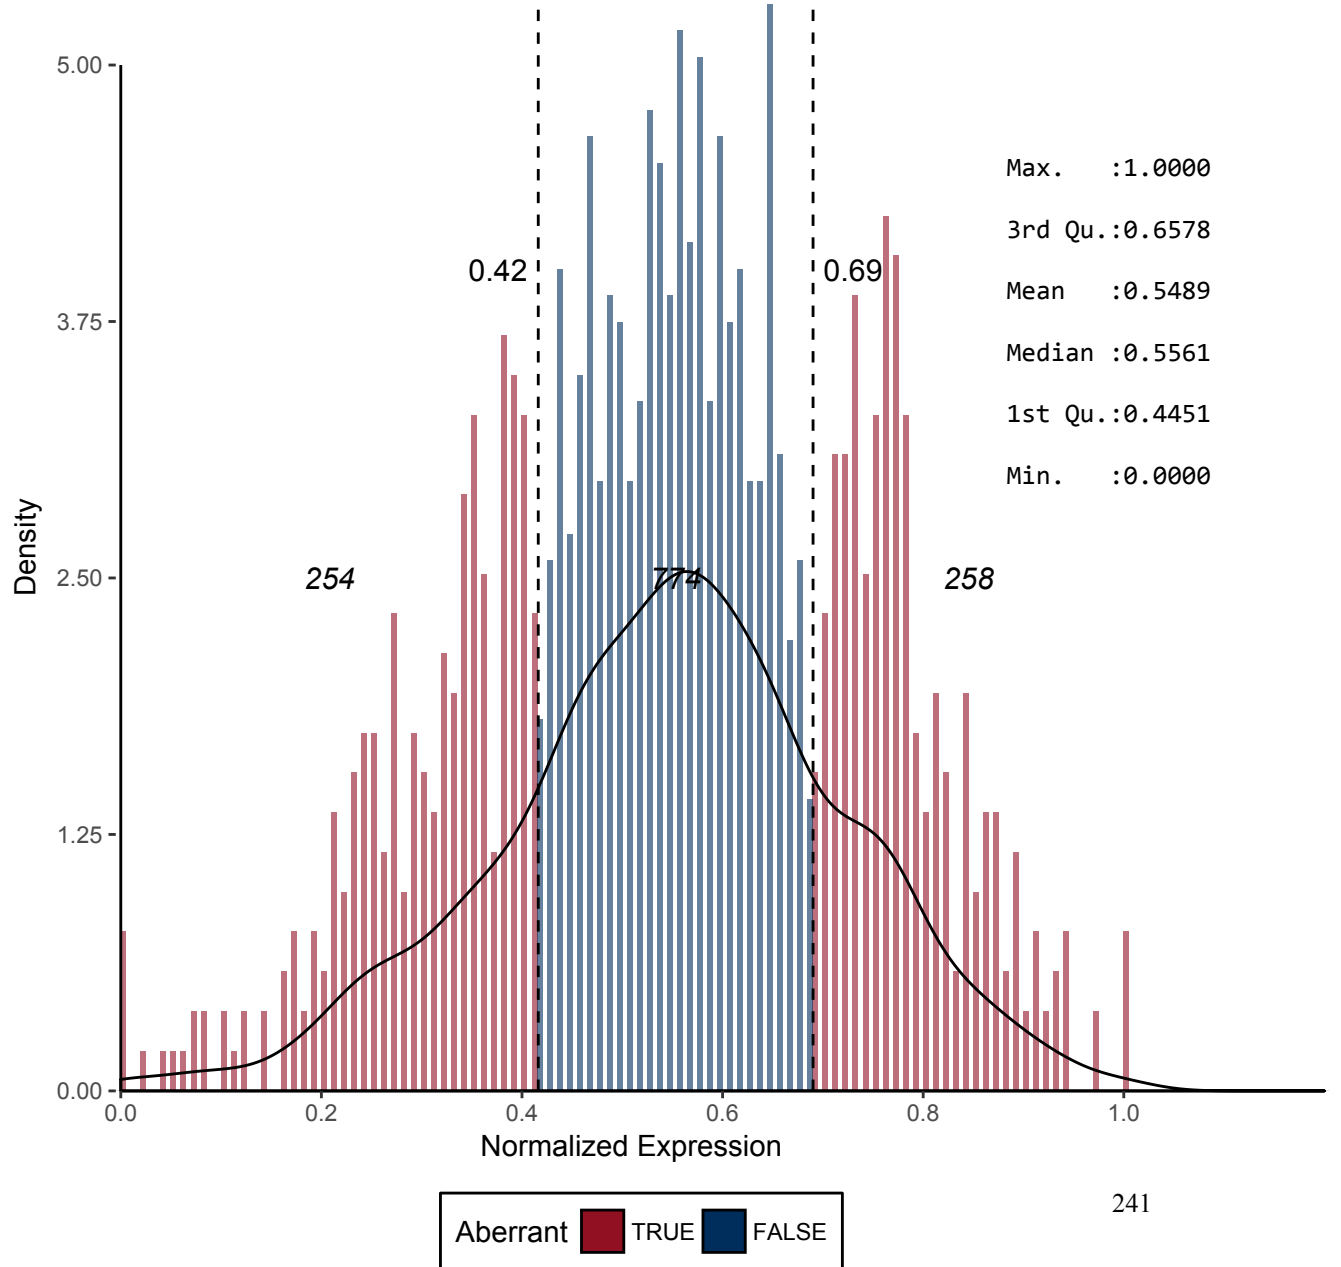 5.00
3.75
2.50
1.25
0.00
Density
0.42
0.69
Max. :1.0000
3rd Qu.:0.6578
Mean :0.5489
Median :0.5561
1st Qu.:0.4451
Min. :0.0000
254
774
258
0.0 0.2 0.4 0.6 0.8 1.0
Normalized Expression
Aberrant TRUE FALSE
241